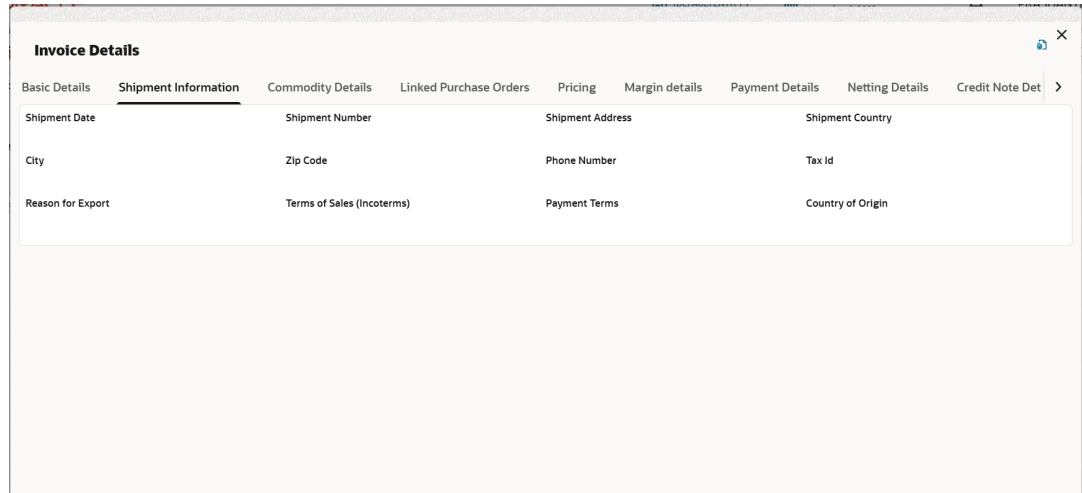 Invoice Details
Basic Details Shipment Information Commodity Details Linked Purchase Orders Pricing Margin details Payment Details Netting Details Credit Note Det
Shipment Date Shipment Number Shipment Address Shipment Country
City Zip Code Phone Number Tax Id
Reason for Export Terms of Sales (Incoterms) Payment Terms Country of Origin